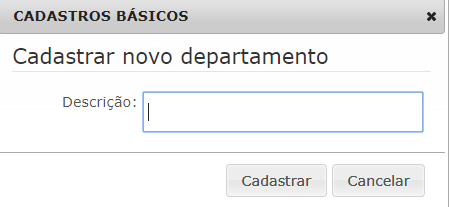 CADASTROS BÁSICOS
Cadastrar novo departamento
Descrição:
Cadastrar Cancelar